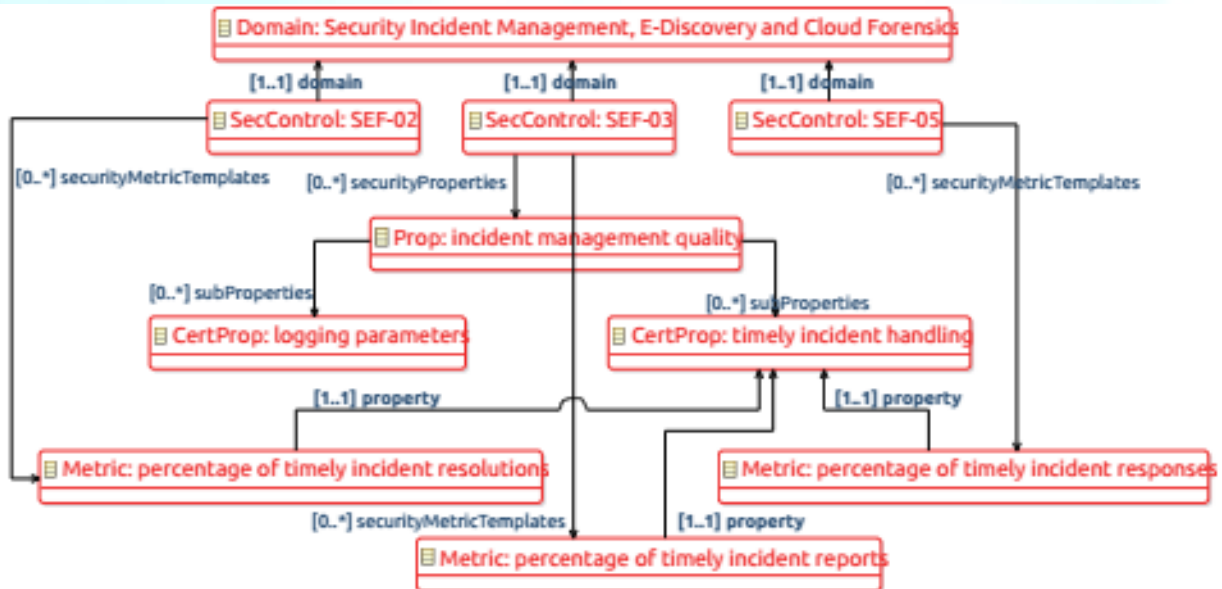 Domain: Security Incident Management, E-Discovery and Cloud Forensics
[1..1] domain
[1..1] domain
[1..1] domain
SecControl: SEF-02
SecControl: SEF-03
SecControl: SEF-05
[0..*] securityMetricTemplates
[0..*] securityProperties
[0..*] securityMetricTemplates
Prop: incident management quality
[0..*] subProperties
[0..*] subProperties
CertProp: logging parameters
CertProp: timely incident handling
[1..1] property
[1..1] property
Metric: percentage of timely incident resolutions
Metric: percentage of timely incident responses
[0..*] securityMetricTemplates
[1..1] property
Metric: percentage of timely incident reports